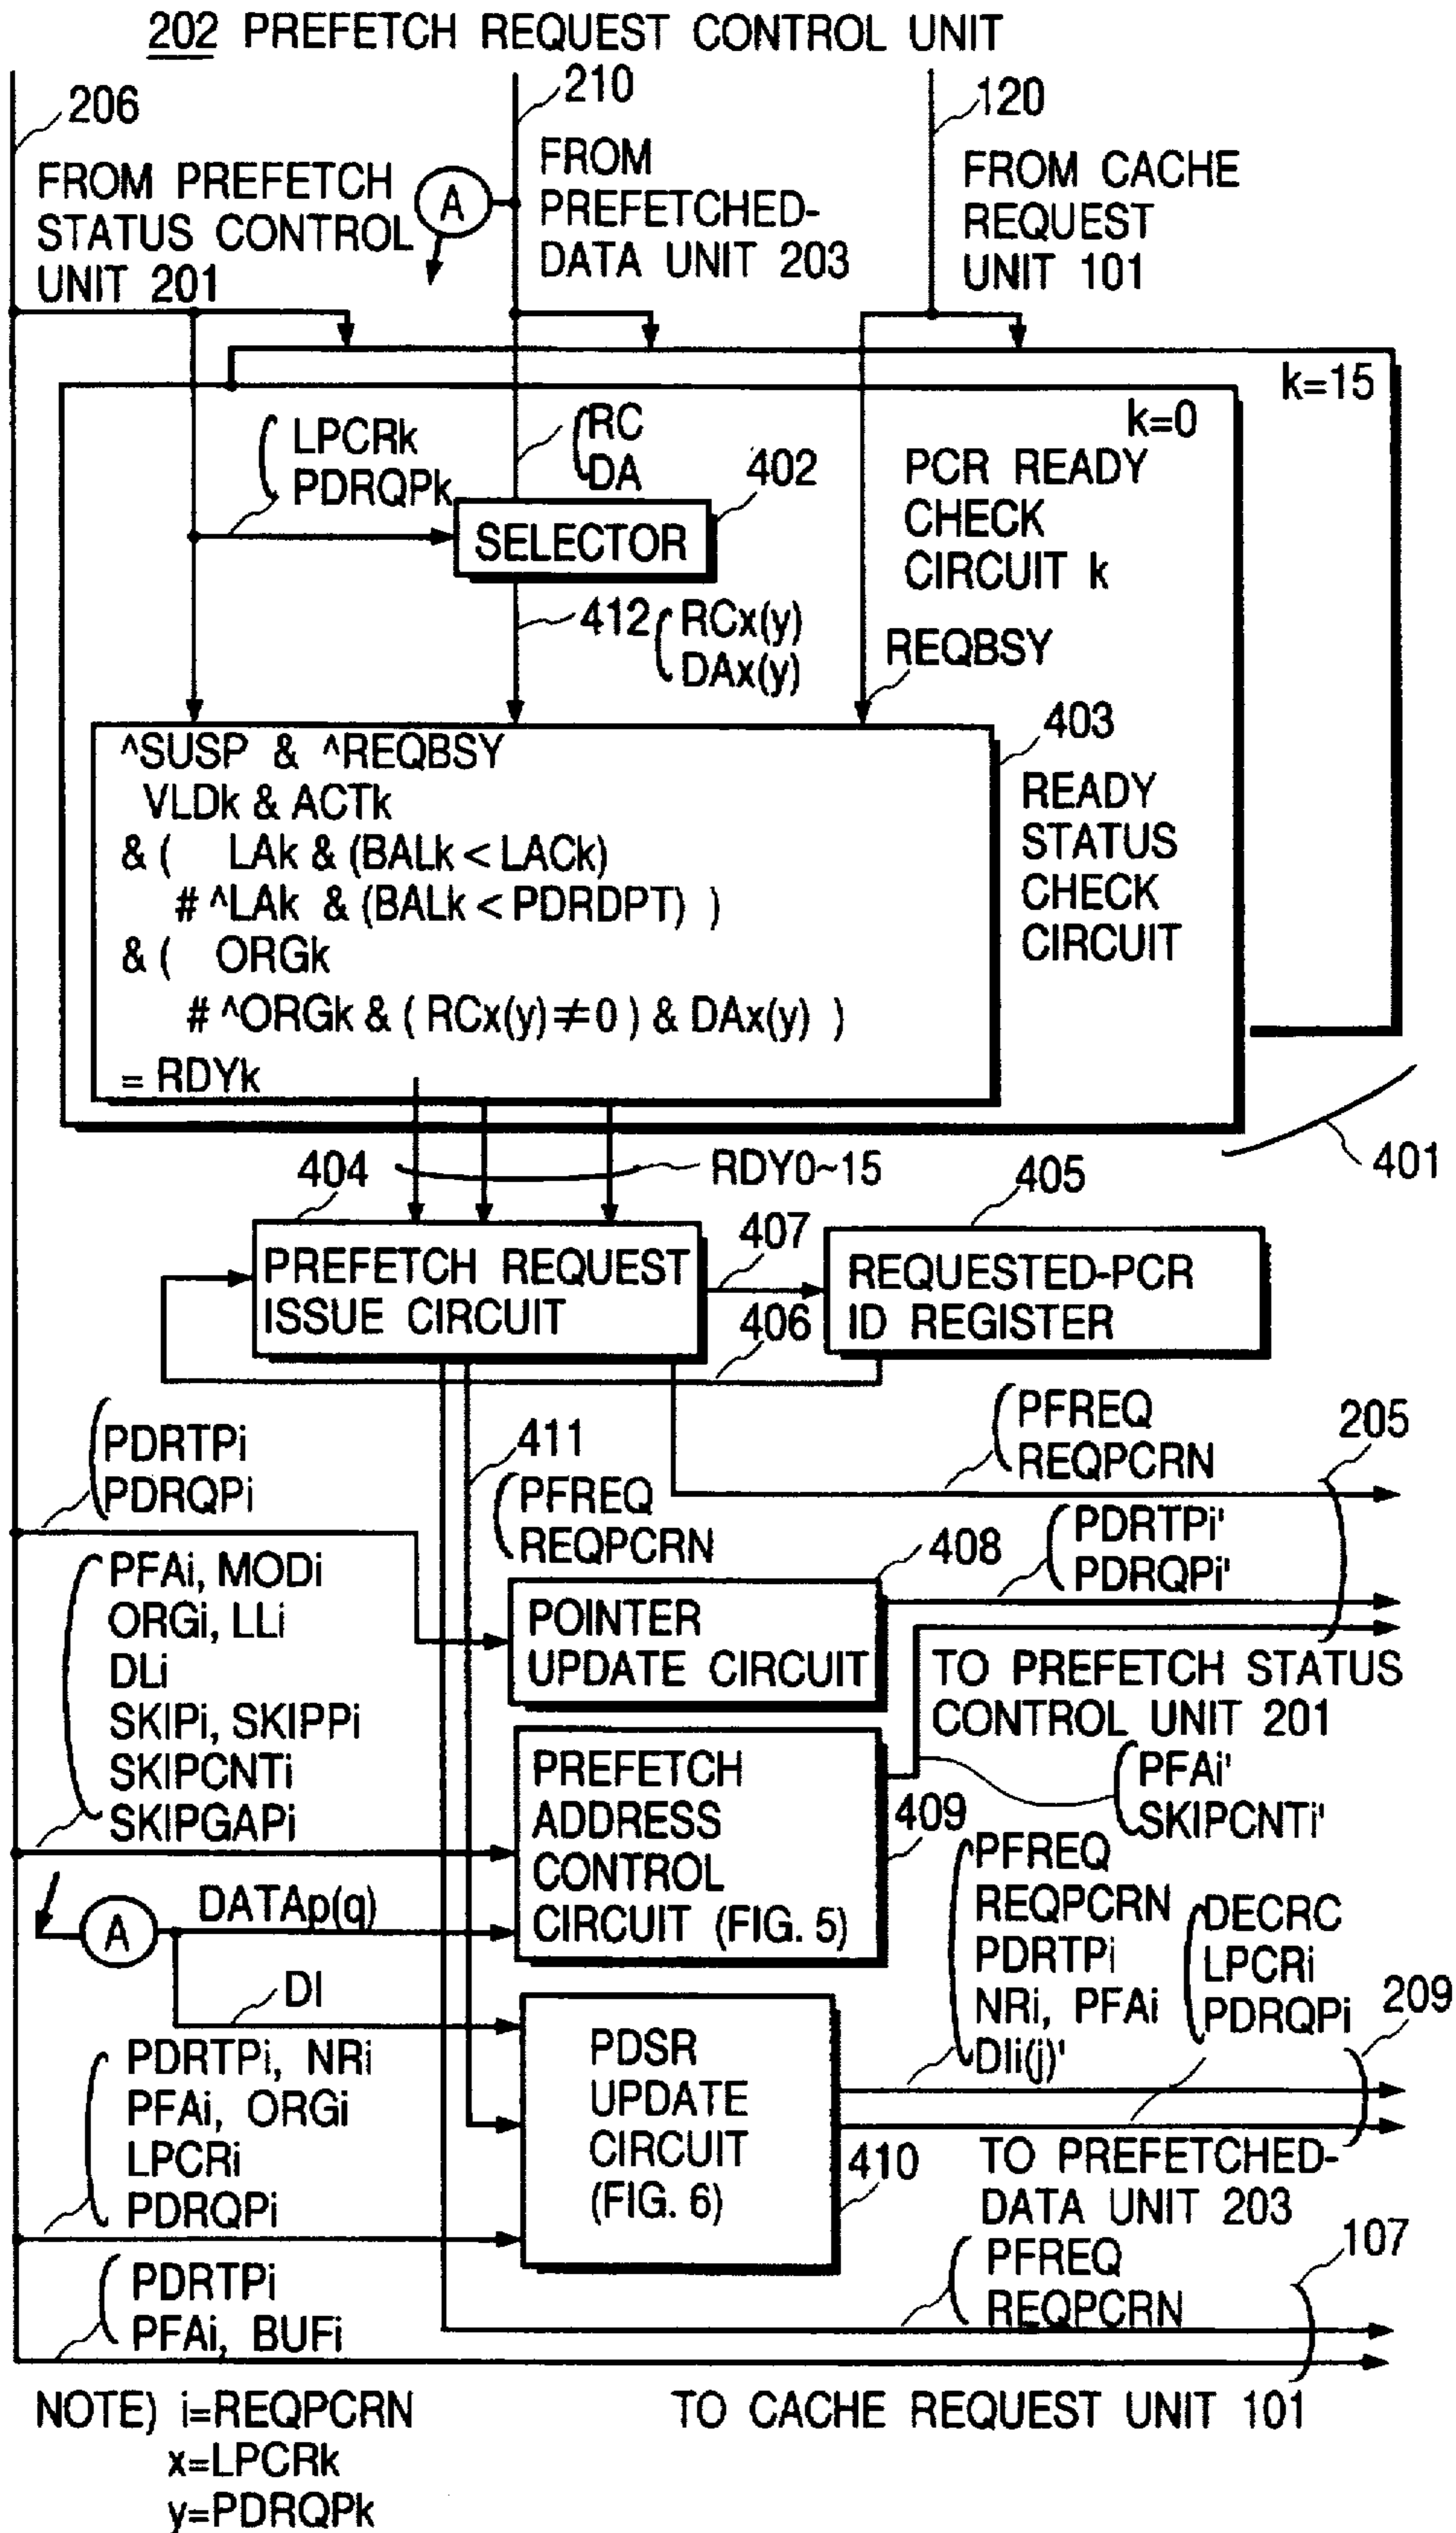 202 PREFETCH REQUEST CONTROL UNIT
206
210
120
FROM PREFETCH
STATUS CONTROL
UNIT 201
A
FROM
PREFETCHED-
DATA UNIT 203
FROM CACHE
REQUEST
UNIT 101
k=15
k=0
LPCRk
PDRQPk
RC
DA
402
SELECTOR
PCR READY
CHECK
CIRCUIT k
412
RCx(y)
DAx(y)
REQBSY
403
^SUSP & ^REQBSY
VLDk & ACTk
& ( LAk & (BALk < LACk)
# ^LAk & (BALk < PDRDPT) )
& ( ORGk
# ^ORGk & ( RCx(y)≠0 ) & DAx(y) )
= RDYk
READY
STATUS
CHECK
CIRCUIT
401
404
RDY0~15
405
PREFETCH REQUEST
ISSUE CIRCUIT
407
406
REQUESTED-PCR
ID REGISTER
PDRTPi
PDRQPi
411
PFREQ
REQPCRN
PFREQ
REQPCRN
205
PDRTPi'
PDRQPi'
408
POINTER
UPDATE CIRCUIT
PFAi, MODi
ORGi, LLi
DLi
SKIPi, SKIPPi
SKIPCNTi
SKIPGAPi
TO PREFETCH STATUS
CONTROL UNIT 201
PREFETCH
ADDRESS
CONTROL
CIRCUIT (FIG. 5)
409
PFAi'
SKIPCNTi'
A
DATAp(q)
DI
PFREQ
REQPCRN
PDRTPi
NRi, PFAi
DIi(j)'
DECRC
LPCRi
PDRQPi
209
PDRTPi, NRi
PFAi, ORGi
LPCRi
PDRQPi
PDSR
UPDATE
CIRCUIT
(FIG. 6)
410
TO PREFETCHED-
DATA UNIT 203
PDRTPi
PFAi, BUFi
PFREQ
REQPCRN
107
NOTE) i=REQPCRN
x=LPCRk
y=PDRQPk
TO CACHE REQUEST UNIT 101